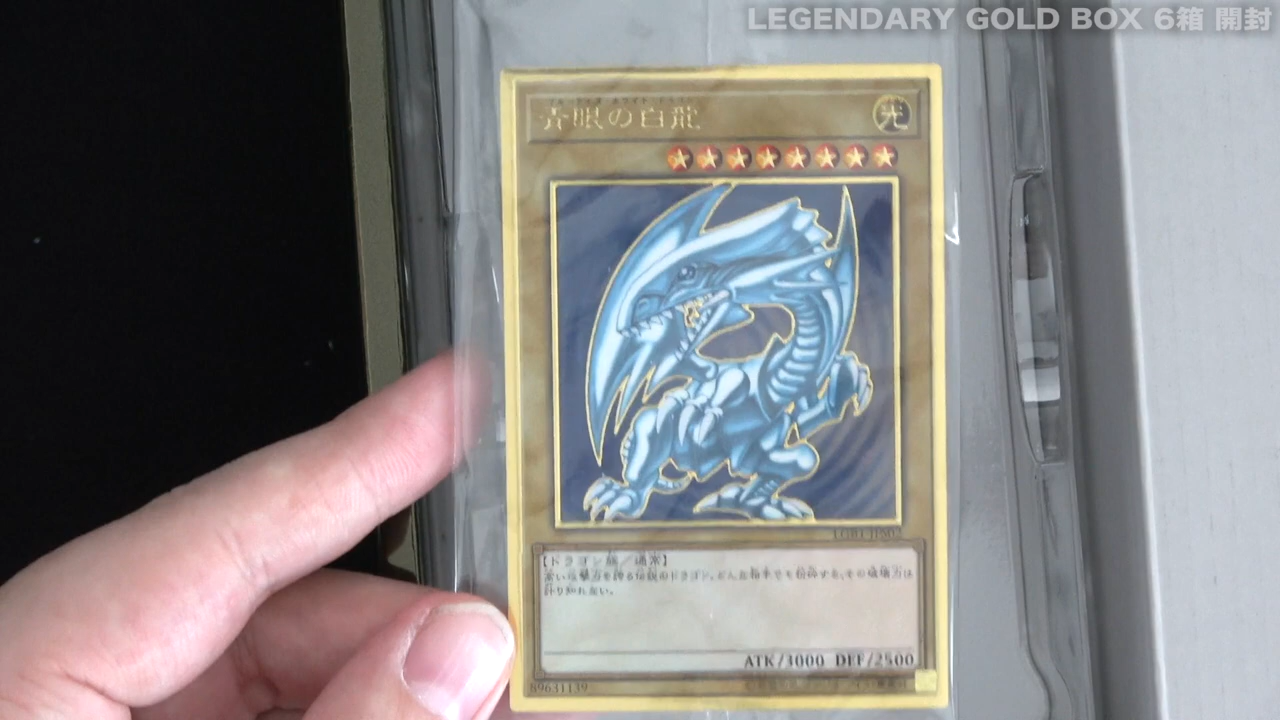 LEGENDARY GOLD BOX 6箱 開封
青眼の白龍
光
【ドラゴン族／通常】
高い攻撃力を誇る伝説のドラゴン。どんな相手でも粉砕する、その破壊力は
計り知れない。
ATK/3000 DEF/2500
89631139